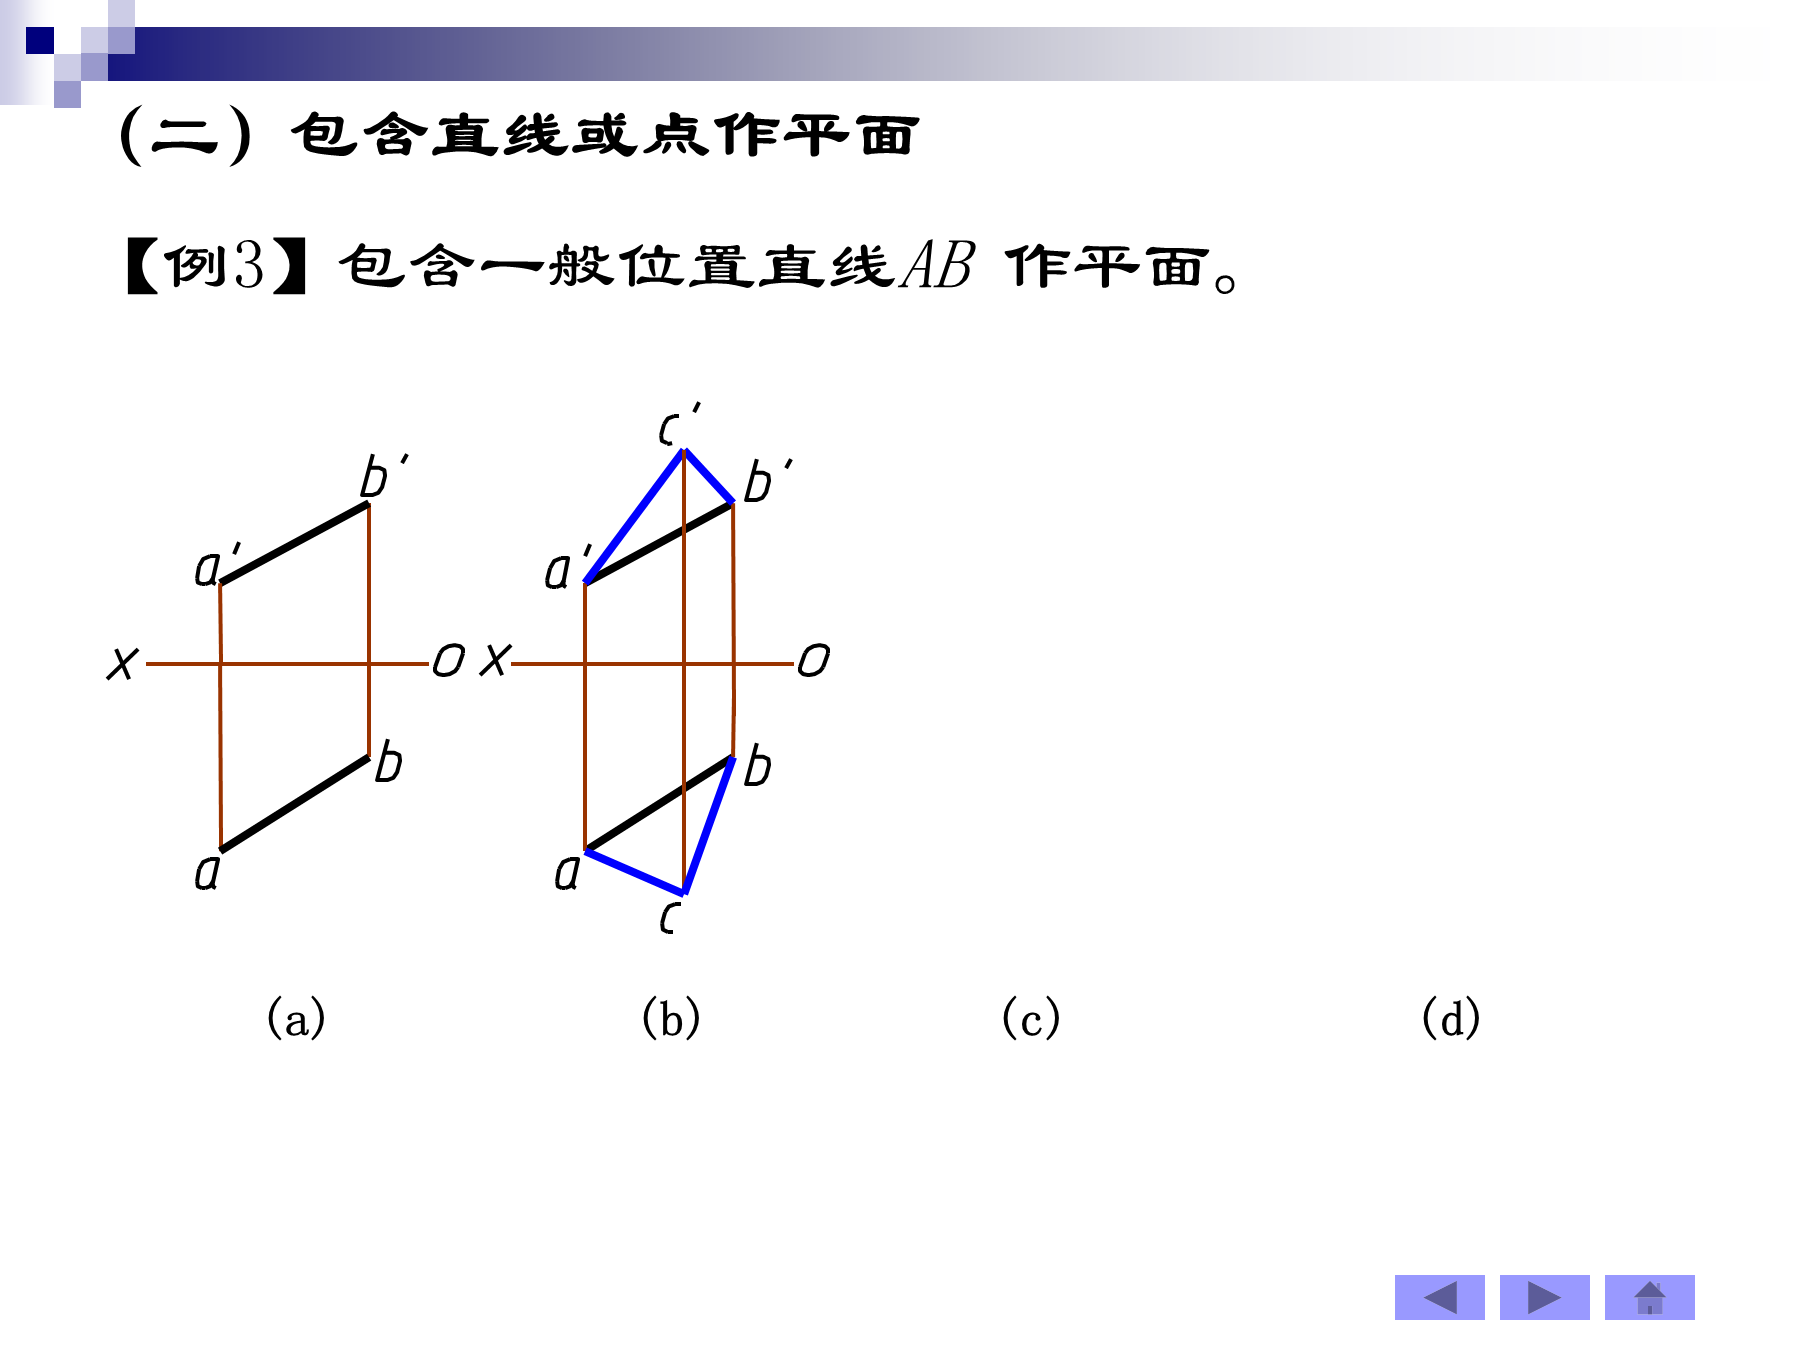 （二）包含直线或点作平面
【例3】包含一般位置直线AB 作平面。
c′
b′
b′
a′
a′
x
o
x
o
b
b
a
a
c
(a)
(b)
(c)
(d)